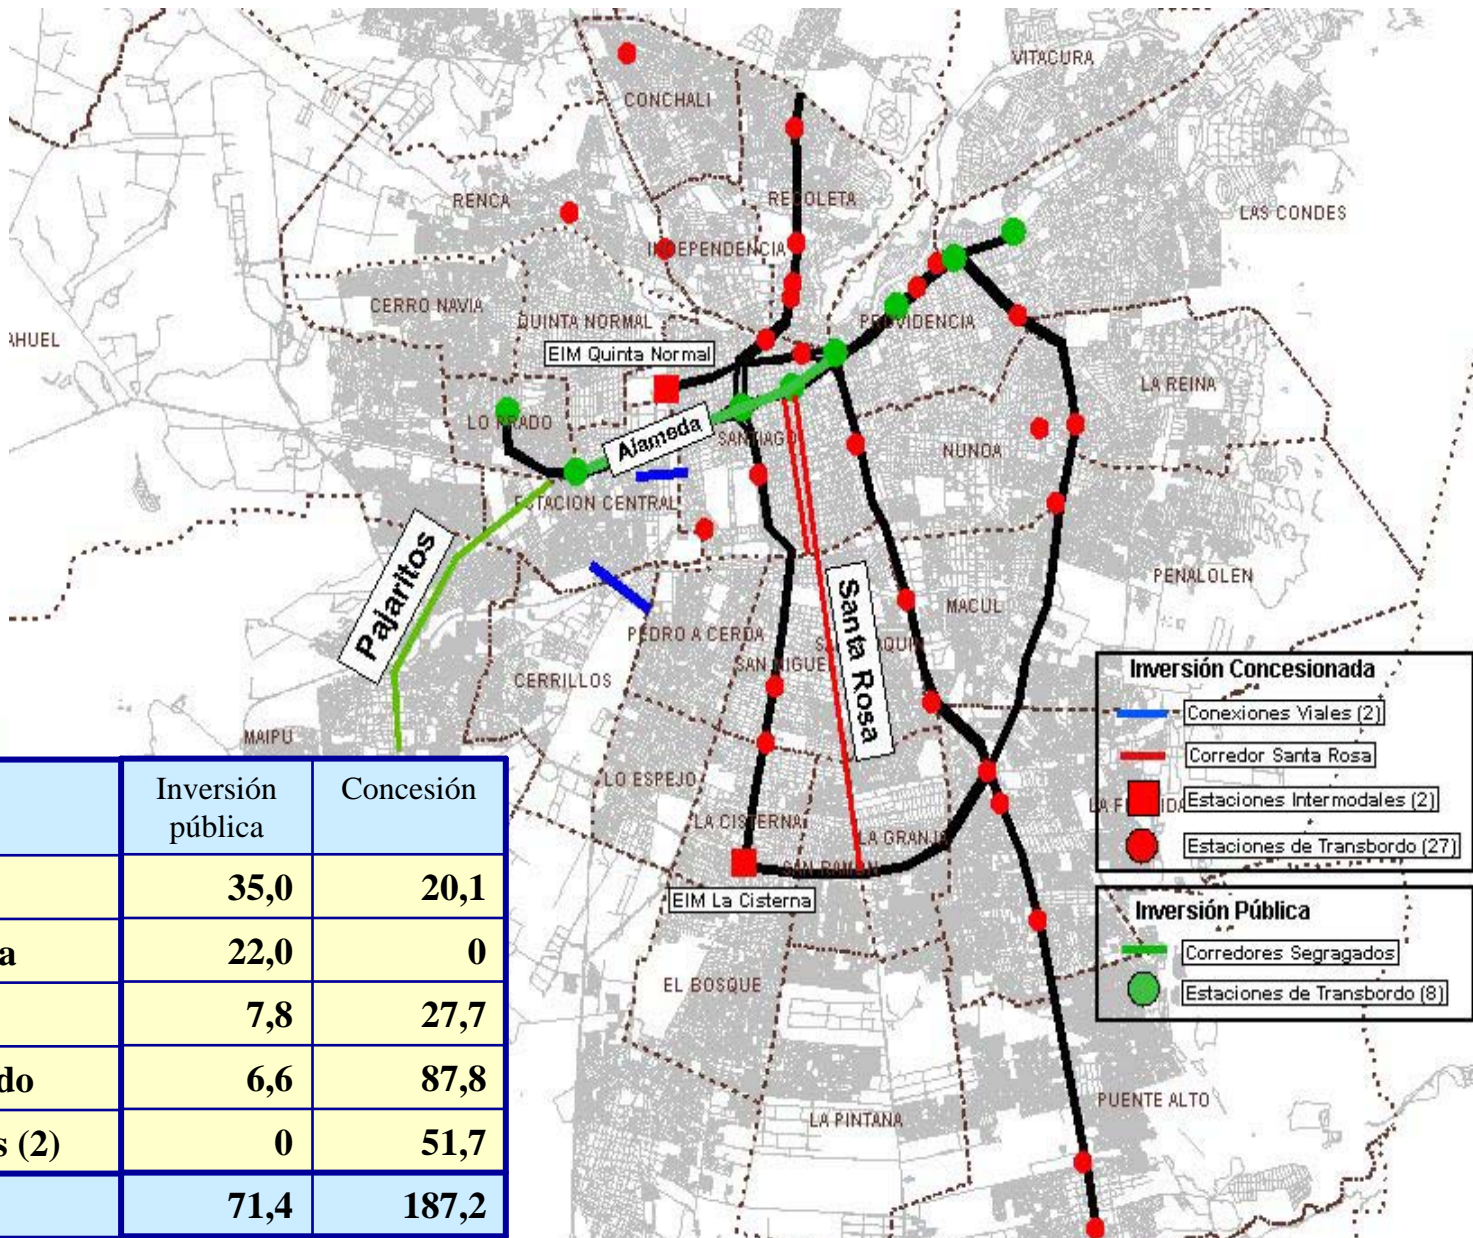 VITACURA
CONCHALI
RENCA
RECOLETA
LAS CONDES
INDEPENDENCIA
CERRO NAVIA
QUINTA NORMAL
PROVIDENCIA
AHUEL
EIM Quinta Normal
LA REINA
LO PRADO
Alameda
SANTIAGO
NUNOA
ESTACION CENTRAL
Pajaritos
PENALOLEN
Santa Rosa
MACUL
PEDRO A CERDA
SAN MIGUEL
CERRILLOS
MAIPU
LO ESPEJO
LA CISTERNA
LA GRANJA
SAN RAMON
EIM La Cisterna
EL BOSQUE
LA PINTANA
PUENTE ALTO
Inversión Concesionada
Conexiones Viales (2)
Corredor Santa Rosa
Estaciones Intermodales (2)
Estaciones de Transbordo (27)
Inversión Pública
Corredores Segragados
Estaciones de Transbordo (8)
Inversión pública Concesión
35,0 20,1
a 22,0 0
7,8 27,7
do 6,6 87,8
s (2) 0 51,7
71,4 187,2